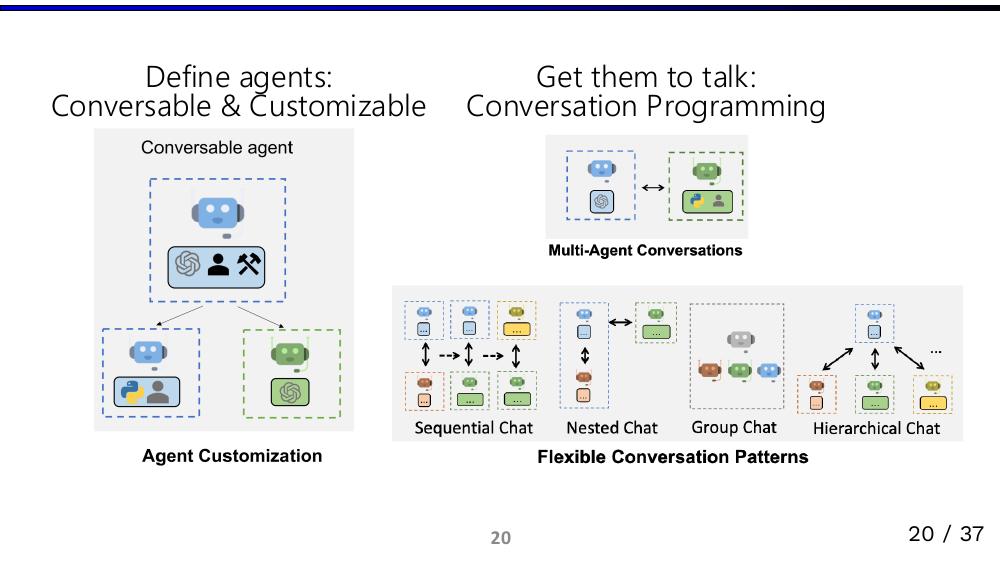 Define agents:
Conversable & Customizable
Conversable agent
Agent Customization
Get them to talk:
Conversation Programming
Multi-Agent Conversations
... ... ...
... ... ...
Sequential Chat
...
...
...
Nested Chat
Group Chat
...
...
... ... ...
Hierarchical Chat
Flexible Conversation Patterns
20
20 / 37